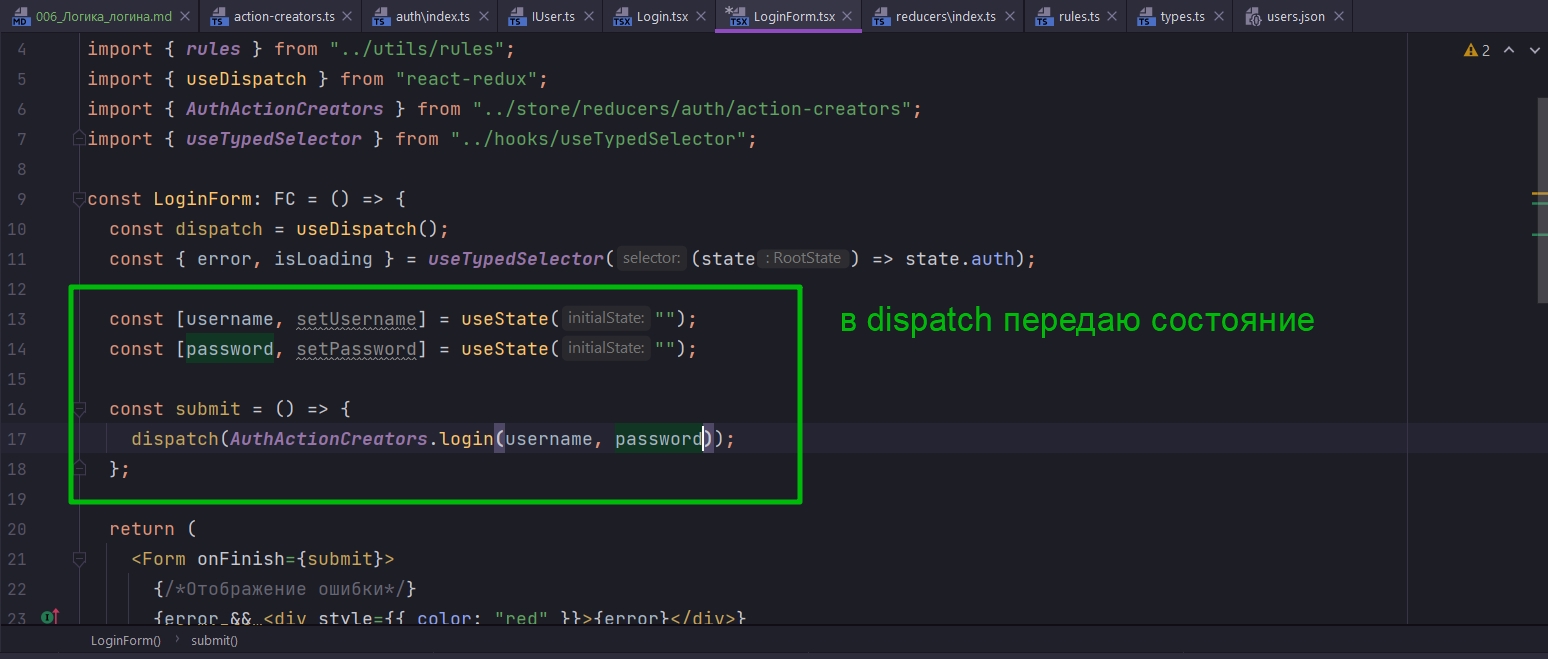 006_Логика_логина.md action-creators.ts auth\index.ts IUser.ts Login.tsx LoginForm.tsx reducers\index.ts rules.ts types.ts users.json
4 import { rules } from "../utils/rules";
2
5 import { useDispatch } from "react-redux";
6 import { AuthActionCreators } from "../store/reducers/auth/action-creators";
7 import { useTypedSelector } from "../hooks/useTypedSelector";
8
9 const LoginForm: FC = () => {
10 const dispatch = useDispatch();
11 const { error, isLoading } = useTypedSelector( selector: (state : RootState ) => state.auth);
12
13 const [username, setUsername] = useState( initialState: "");
в dispatch передаю состояние
14 const [password, setPassword] = useState( initialState: "");
15
16 const submit = () => {
17 dispatch(AuthActionCreators.login(username, password));
18 };
19
20 return (
21 <Form onFinish={submit}>
22 {/*Отображение ошибки*/}
23 {error && <div style={{ color: "red" }}>{error}</div>}
LoginForm() submit()